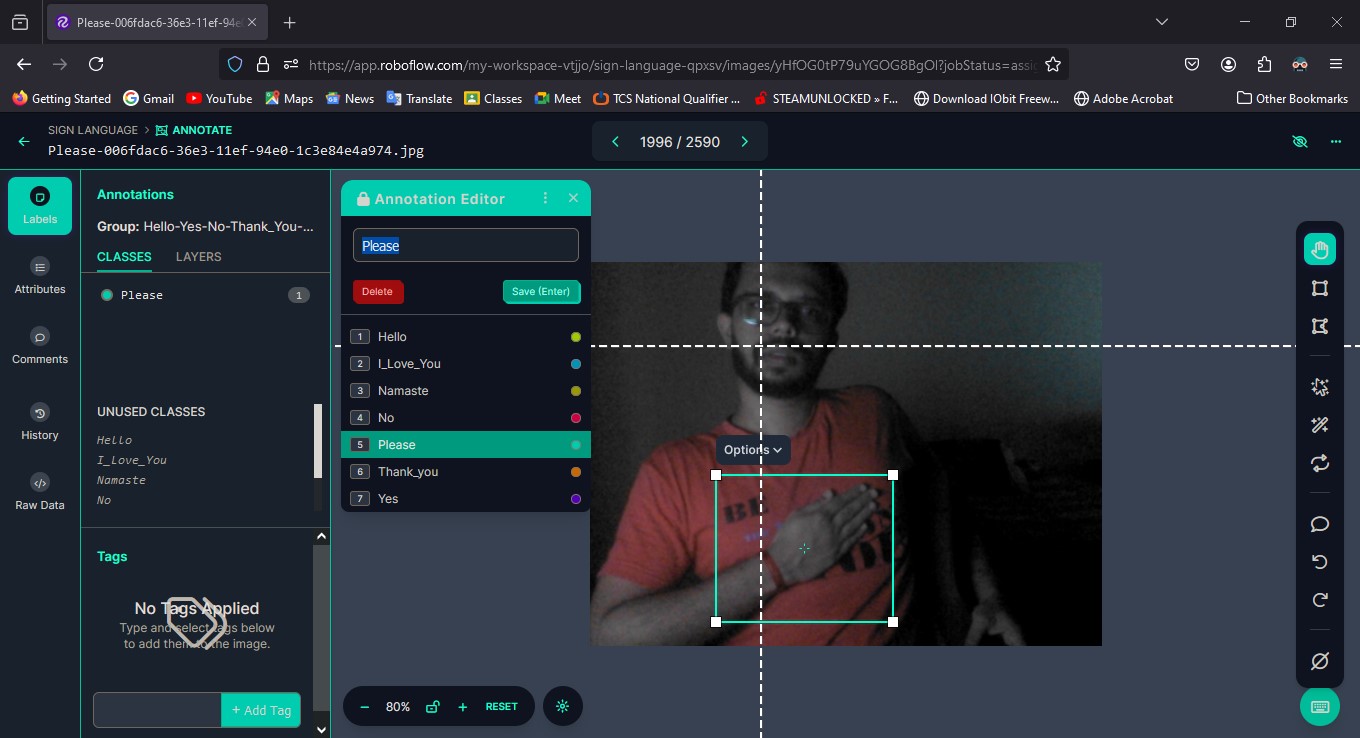 Please-006fdac6-36e3-11ef-94e
https://app.roboflow.com/my-workspace-vtjjo/sign-language-qpxsv/images/yHfOG0tP79uYGOG8BgOl?jobStatus=assi
Getting Started Gmail YouTube Maps News Translate Classes Meet TCS National Qualifier ... STEAMUNLOCKED » F... Download IObit Freew... Adobe Acrobat Other Bookmarks
SIGN LANGUAGE > ANNOTATE
Please-006fdac6-36e3-11ef-94e0-1c3e84e4a974.jpg
1996 / 2590
Labels
Attributes
Comments
History
Raw Data
Annotations
Group: Hello-Yes-No-Thank_You-...
CLASSES LAYERS
Please 1
UNUSED CLASSES
Hello
I_Love_You
Namaste
No
Tags
No Tags Applied
Type and select tags below
to add them to the image.
+ Add Tag
Annotation Editor
Please
Delete Save (Enter)
1 Hello
2 I_Love_You
3 Namaste
4 No
5 Please
6 Thank_you
7 Yes
Options
80% RESET